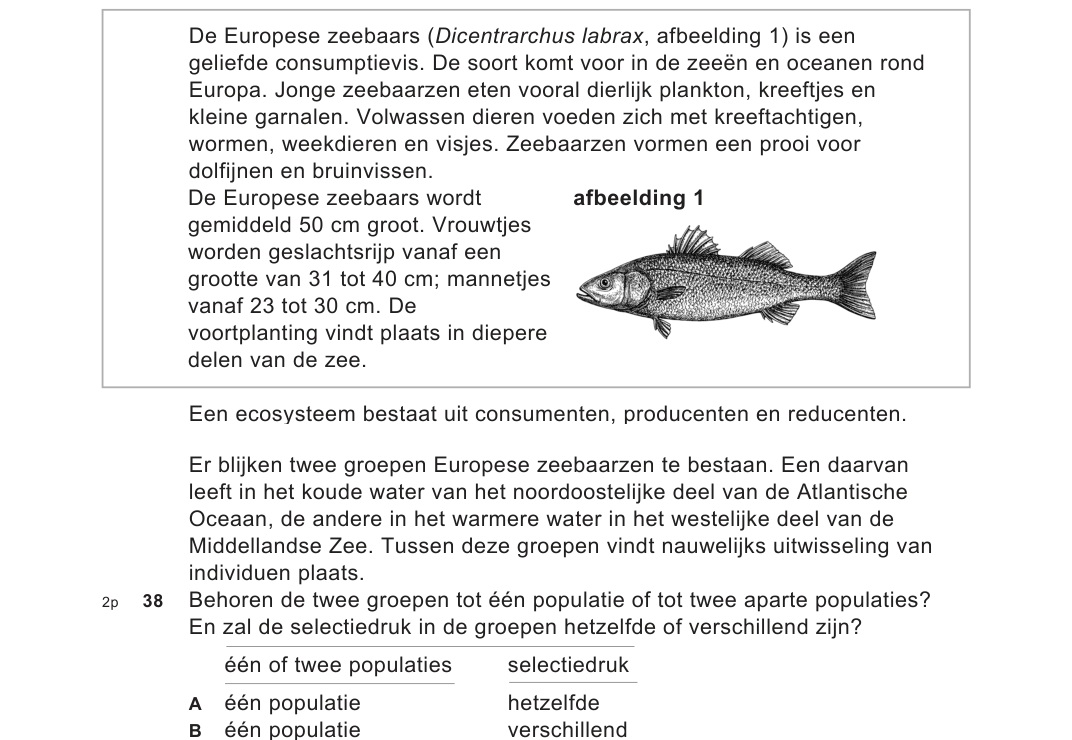 De Europese zeebaars (Dicentrarchus labrax, afbeelding 1) is een
geliefde consumptievis. De soort komt voor in de zeeën en oceanen rond
Europa. Jonge zeebaarzen eten vooral dierlijk plankton, kreeftjes en
kleine garnalen. Volwassen dieren voeden zich met kreeftachtigen,
wormen, weekdieren en visjes. Zeebaarzen vormen een prooi voor
dolfijnen en bruinvissen.
De Europese zeebaars wordt
gemiddeld 50 cm groot. Vrouwtjes
worden geslachtsrijp vanaf een
grootte van 31 tot 40 cm; mannetjes
vanaf 23 tot 30 cm. De
voortplanting vindt plaats in diepere
delen van de zee.
afbeelding 1
Een ecosysteem bestaat uit consumenten, producenten en reducenten.
Er blijken twee groepen Europese zeebaarzen te bestaan. Een daarvan
leeft in het koude water van het noordoostelijke deel van de Atlantische
Oceaan, de andere in het warmere water in het westelijke deel van de
Middellandse Zee. Tussen deze groepen vindt nauwelijks uitwisseling van
individuen plaats.
2p 38 Behoren de twee groepen tot één populatie of tot twee aparte populaties?
En zal de selectiedruk in de groepen hetzelfde of verschillend zijn?
één of twee populaties selectiedruk
A één populatie hetzelfde
B één populatie verschillend